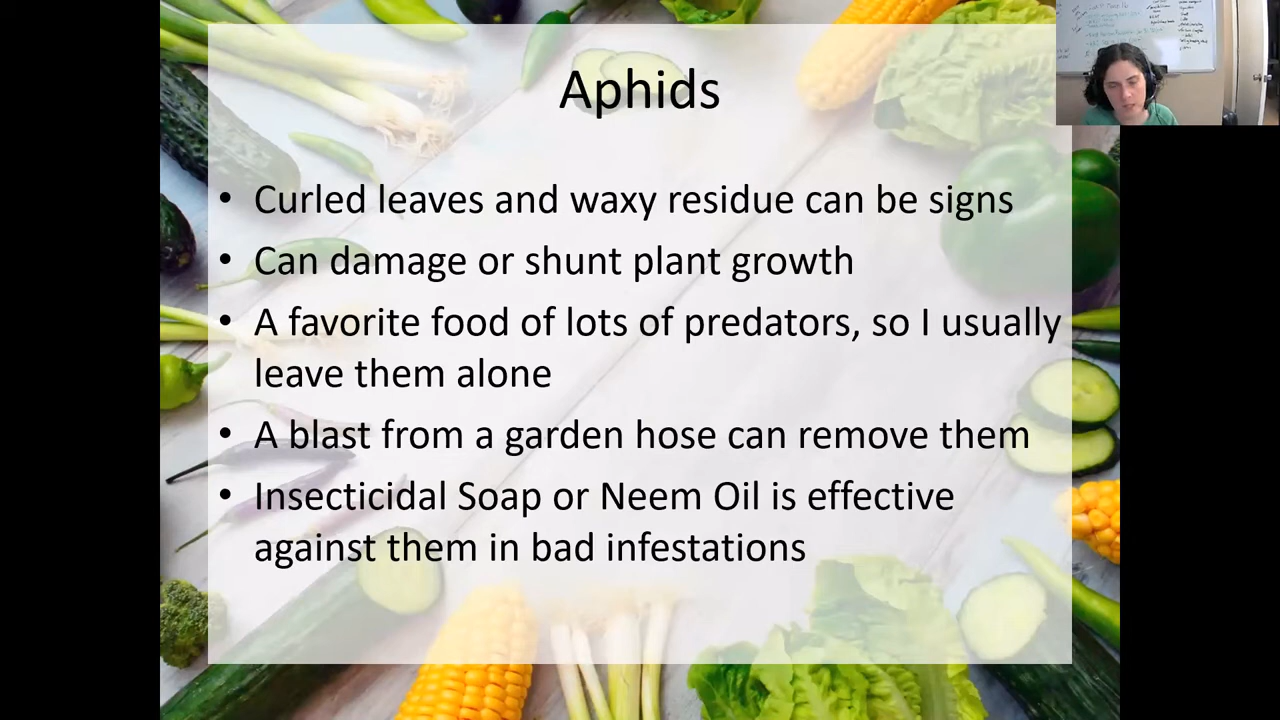 Aphids
• Curled leaves and waxy residue can be signs
• Can damage or shunt plant growth
• A favorite food of lots of predators, so I usually
leave them alone
• A blast from a garden hose can remove them
• Insecticidal Soap or Neem Oil is effective
against them in bad infestations